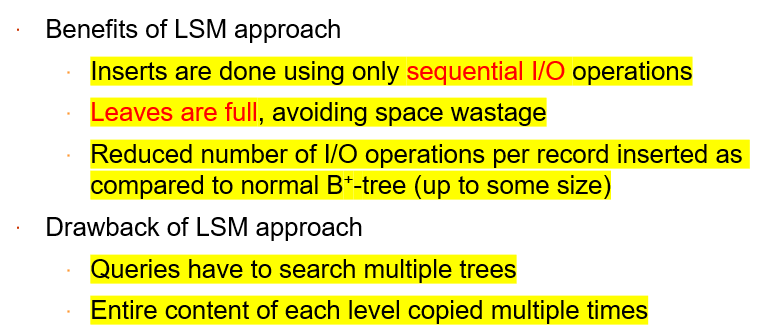 Benefits of LSM approach
Inserts are done using only sequential I/O operations
Leaves are full, avoiding space wastage
Reduced number of I/O operations per record inserted as
compared to normal B⁺-tree (up to some size)
Drawback of LSM approach
Queries have to search multiple trees
Entire content of each level copied multiple times